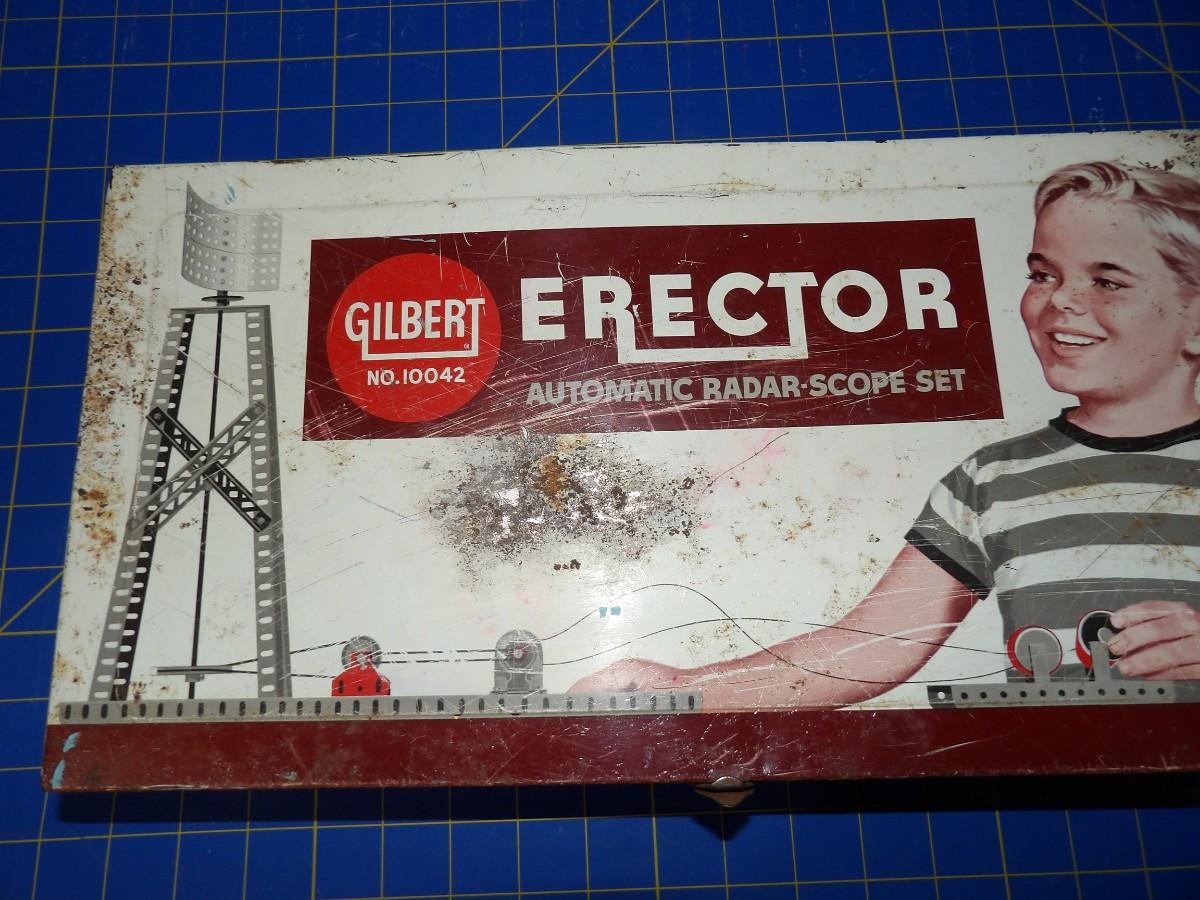 GILBERT
NO. 10042
ERECTOR
AUTOMATIC RADAR-SCOPE SET